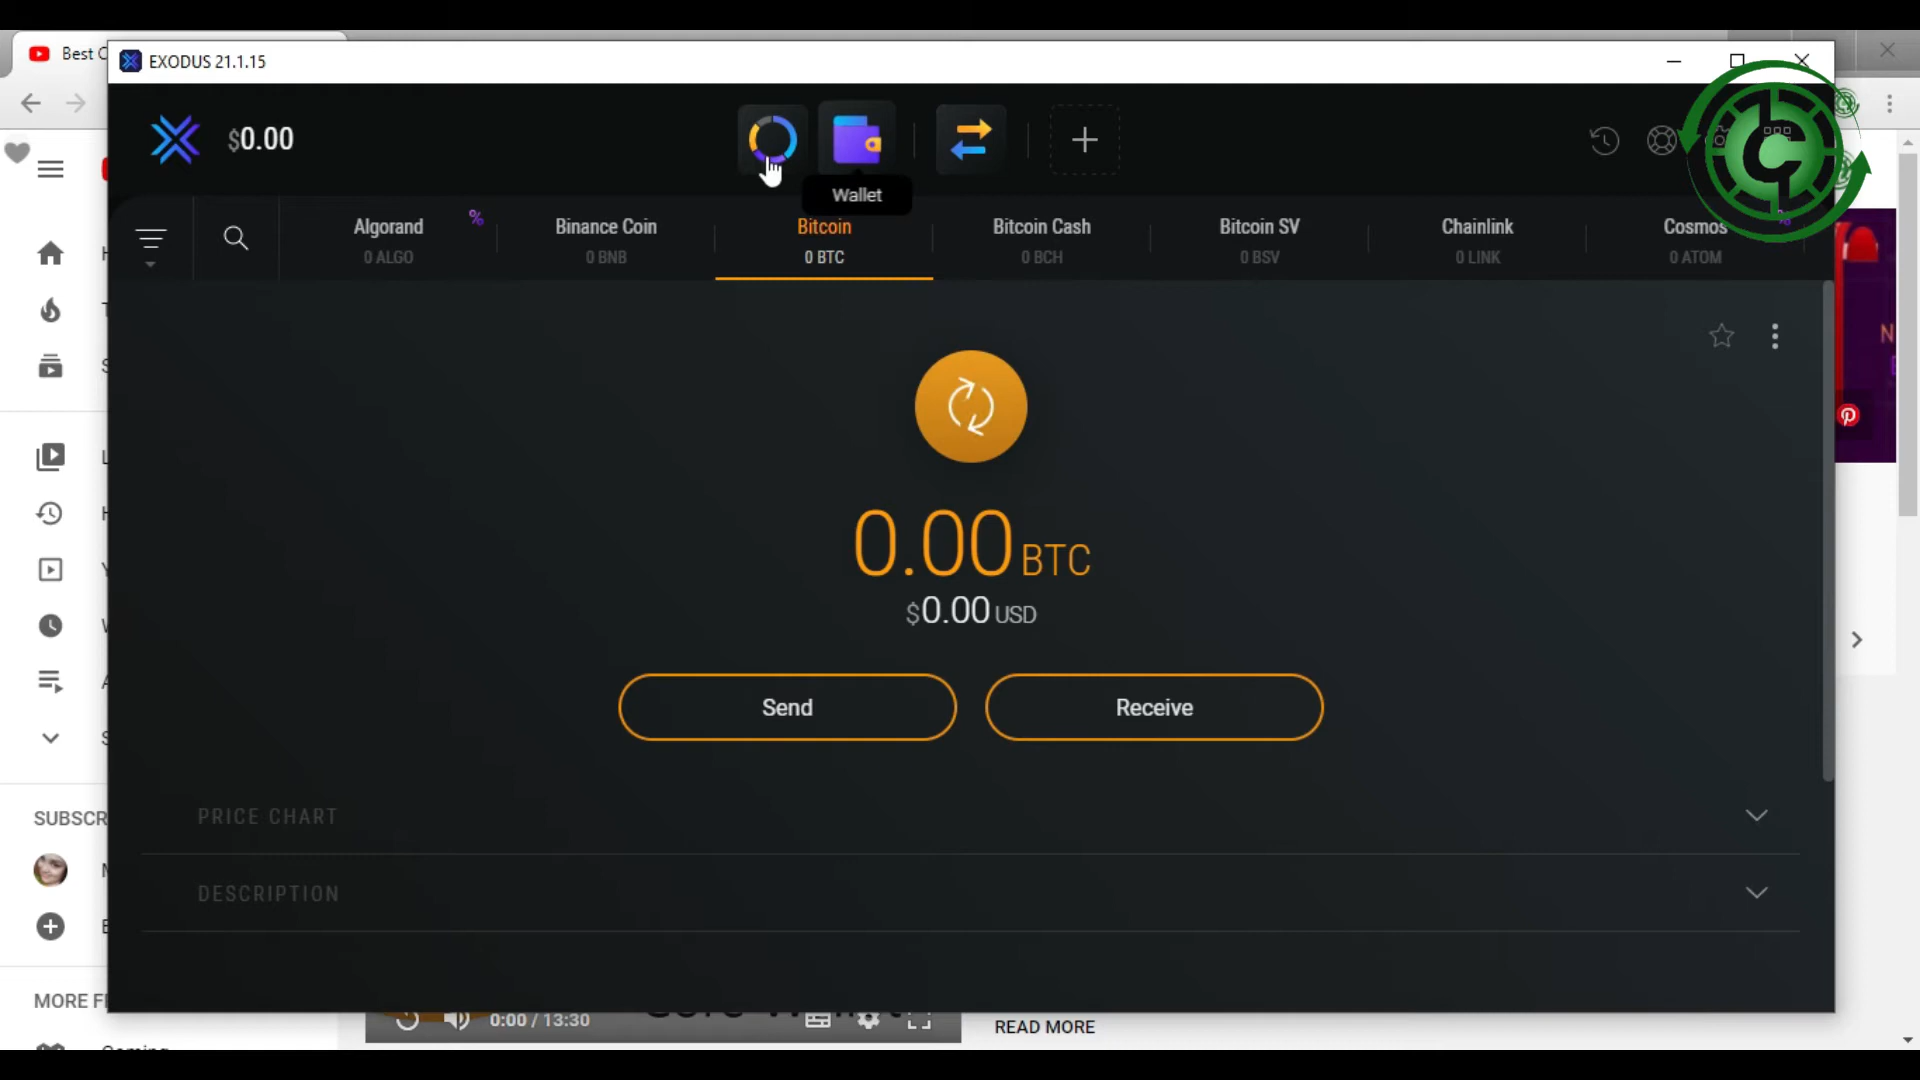 Best C
EXODUS 21.1.15
$0.00
Wallet
Algorand
0 ALGO
%
Binance Coin
0 BNB
Bitcoin
0 BTC
Bitcoin Cash
0 BCH
Bitcoin SV
0 BSV
Chainlink
0 LINK
Cosmos
0 ATOM
0.00 BTC
$0.00 USD
Send
Receive
PRICE CHART
DESCRIPTION
SUBSCR
MORE F
0:00 / 13:30
READ MORE